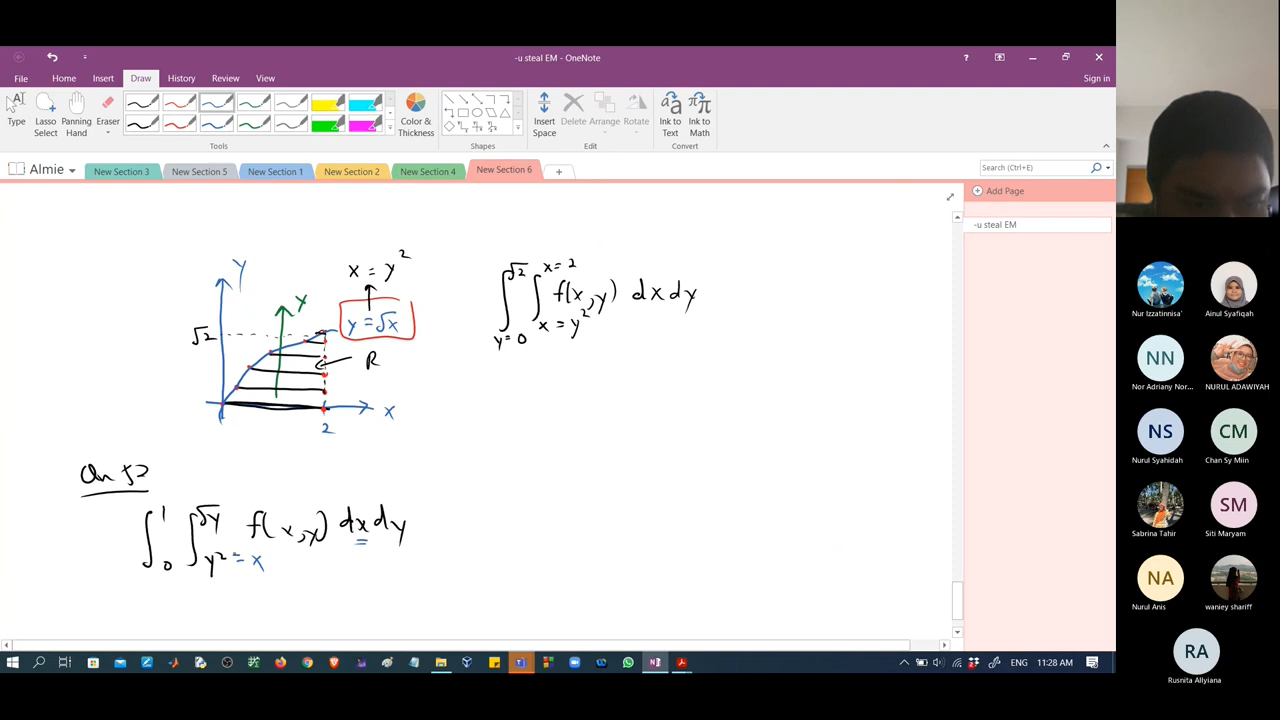 -u steal EM - OneNote
File Home Insert Draw History Review View Sign in
Type Lasso Select Panning Hand Eraser Color & Thickness Insert Space Delete Arrange Rotate Ink to Text Ink to Math
Tools Shapes Edit Convert
Almie New Section 3 New Section 5 New Section 1 New Section 2 New Section 4 New Section 6 Search (Ctrl+E)
Add Page
-u steal EM
x = y²
y = √x
Y
Y
√2
R
x
2
∫_{y=0}^{√2} ∫_{x=y²}^{x=2} f(x,y) dx dy
Qn 52
∫_0^1 ∫_{y²=x}^{√y} f(x,y) dx dy
Nur Izzatinnisa' Ainul Syafiqah
NN
Nor Adriany Nor... NURUL ADAWIYAH
NS CM
Nurul Syahidah Chan Sy Miin
SM
Sabrina Tahir Siti Maryam
NA
Nurul Anis waniey shariff
RA
Rusnita Allyiana
ENG 11:28 AM